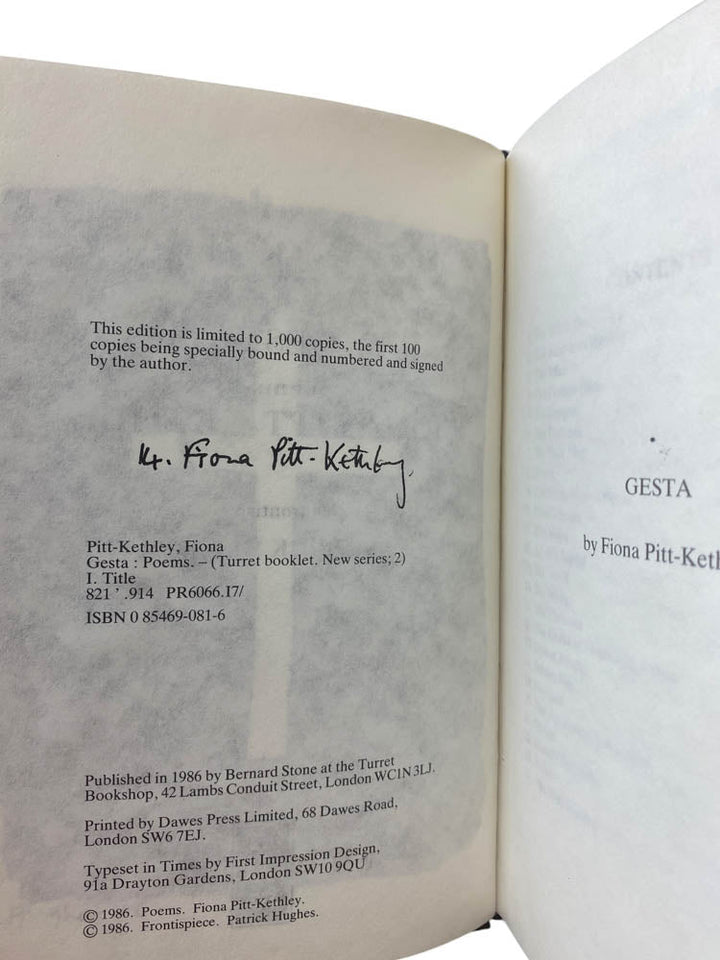 This edition is limited to 1,000 copies, the first 100
copies being specially bound and numbered and signed
by the author.
14. Fiona Pitt-Kethley.
Pitt-Kethley, Fiona
Gesta : Poems. – (Turret booklet. New series; 2)
I. Title
821 ' .914 PR6066.I7/
ISBN 0 85469-081-6
Published in 1986 by Bernard Stone at the Turret
Bookshop, 42 Lambs Conduit Street, London WC1N 3LJ.
Printed by Dawes Press Limited, 68 Dawes Road,
London SW6 7EJ.
Typeset in Times by First Impression Design,
91a Drayton Gardens, London SW10 9QU
© 1986. Poems. Fiona Pitt-Kethley.
© 1986. Frontispiece. Patrick Hughes.
GESTA
by Fiona Pitt-Keth